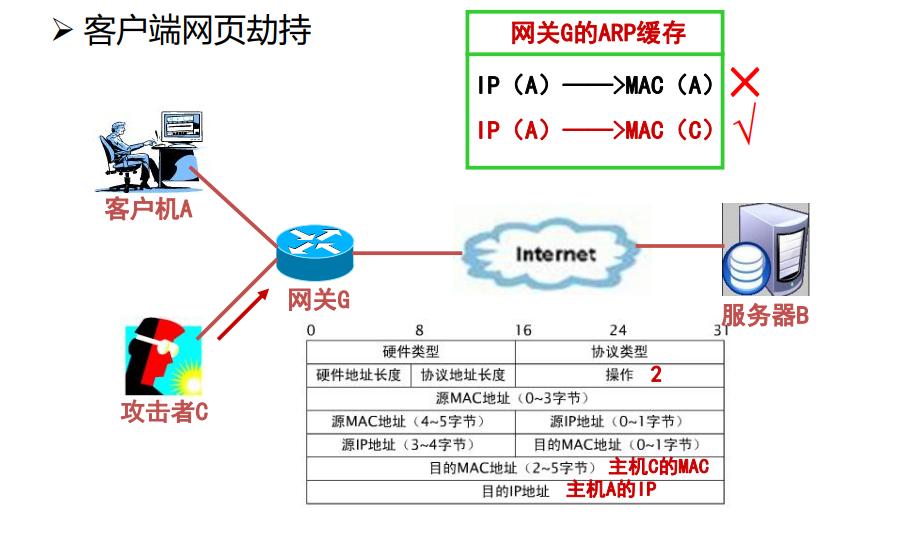 ➢ 客户端网页劫持
网关G的ARP缓存
IP（A）——>MAC（A） ×
IP（A）——>MAC（C） √
客户机A
网关G
Internet
服务器B
攻击者C
0 8 16 24 31
硬件类型 协议类型
硬件地址长度 协议地址长度 操作 2
源MAC地址（0~3字节）
源MAC地址（4~5字节） 源IP地址（0~1字节）
源IP地址（3~4字节） 目的MAC地址（0~1字节）
目的MAC地址（2~5字节） 主机C的MAC
目的IP地址 主机A的IP